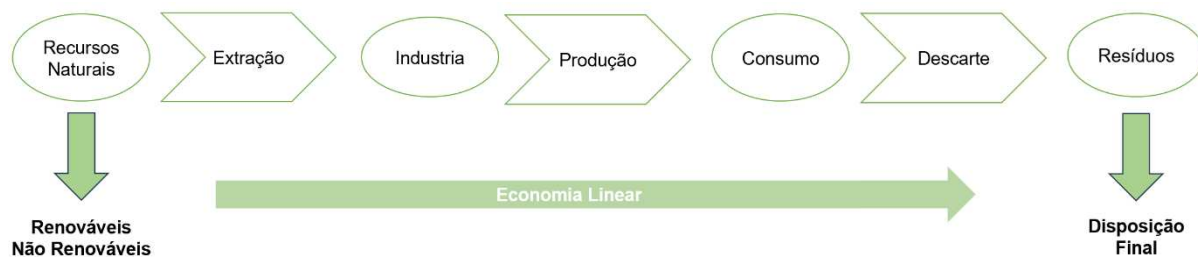 Recursos
Naturais
Extração
Industria
Produção
Consumo
Descarte
Resíduos
Economia Linear
Renováveis
Não Renováveis
Disposição
Final